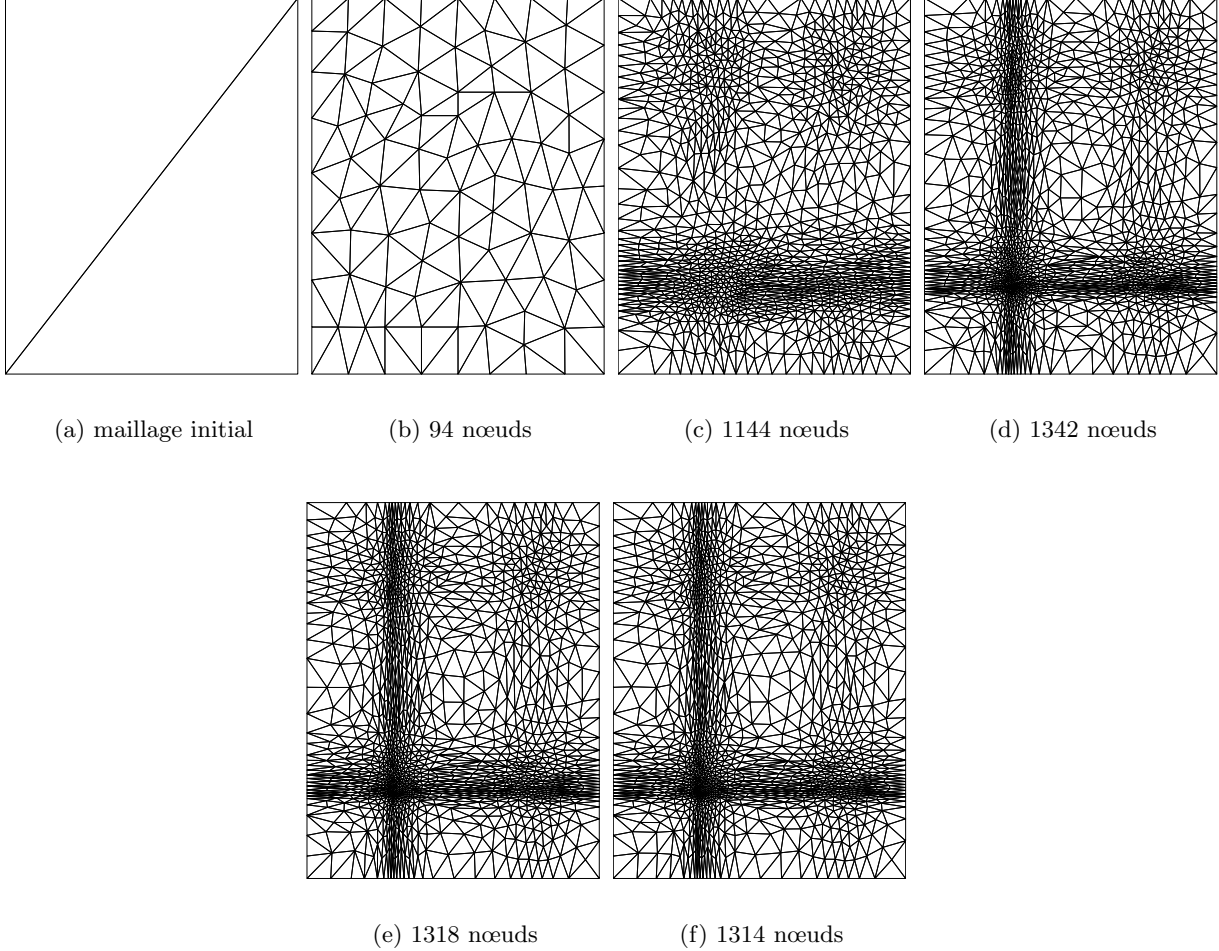 (a) maillage initial
(b) 94 nœuds
(c) 1144 nœuds
(d) 1342 nœuds
(e) 1318 nœuds
(f) 1314 nœuds